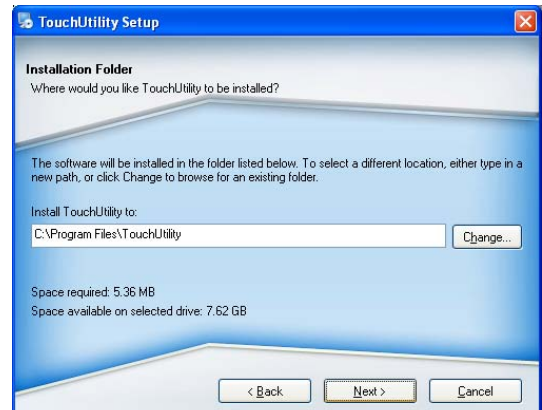 TouchUtility Setup
Installation Folder
Where would you like TouchUtility to be installed?
The software will be installed in the folder listed below. To select a different location, either type in a
new path, or click Change to browse for an existing folder.
Install TouchUtility to:
C:\Program Files\TouchUtility
Change...
Space required: 5.36 MB
Space available on selected drive: 7.62 GB
< Back Next > Cancel